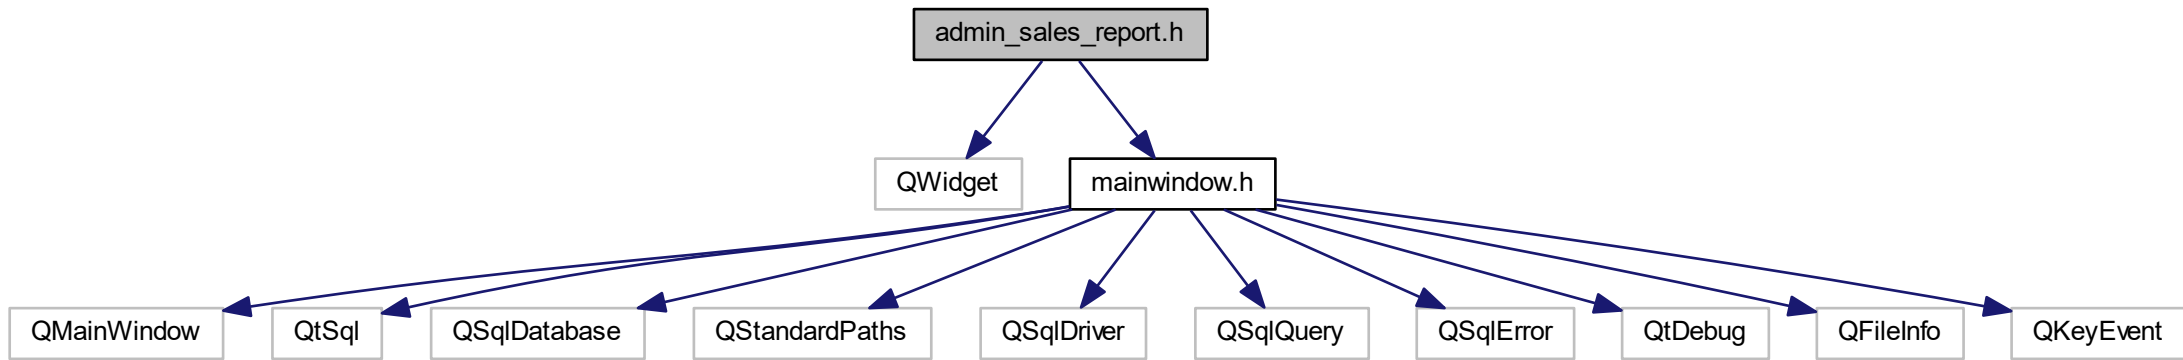 admin_sales_report.h
QWidget
mainwindow.h
QMainWindow
QtSql
QSqlDatabase
QStandardPaths
QSqlDriver
QSqlQuery
QSqlError
QtDebug
QFileInfo
QKeyEvent